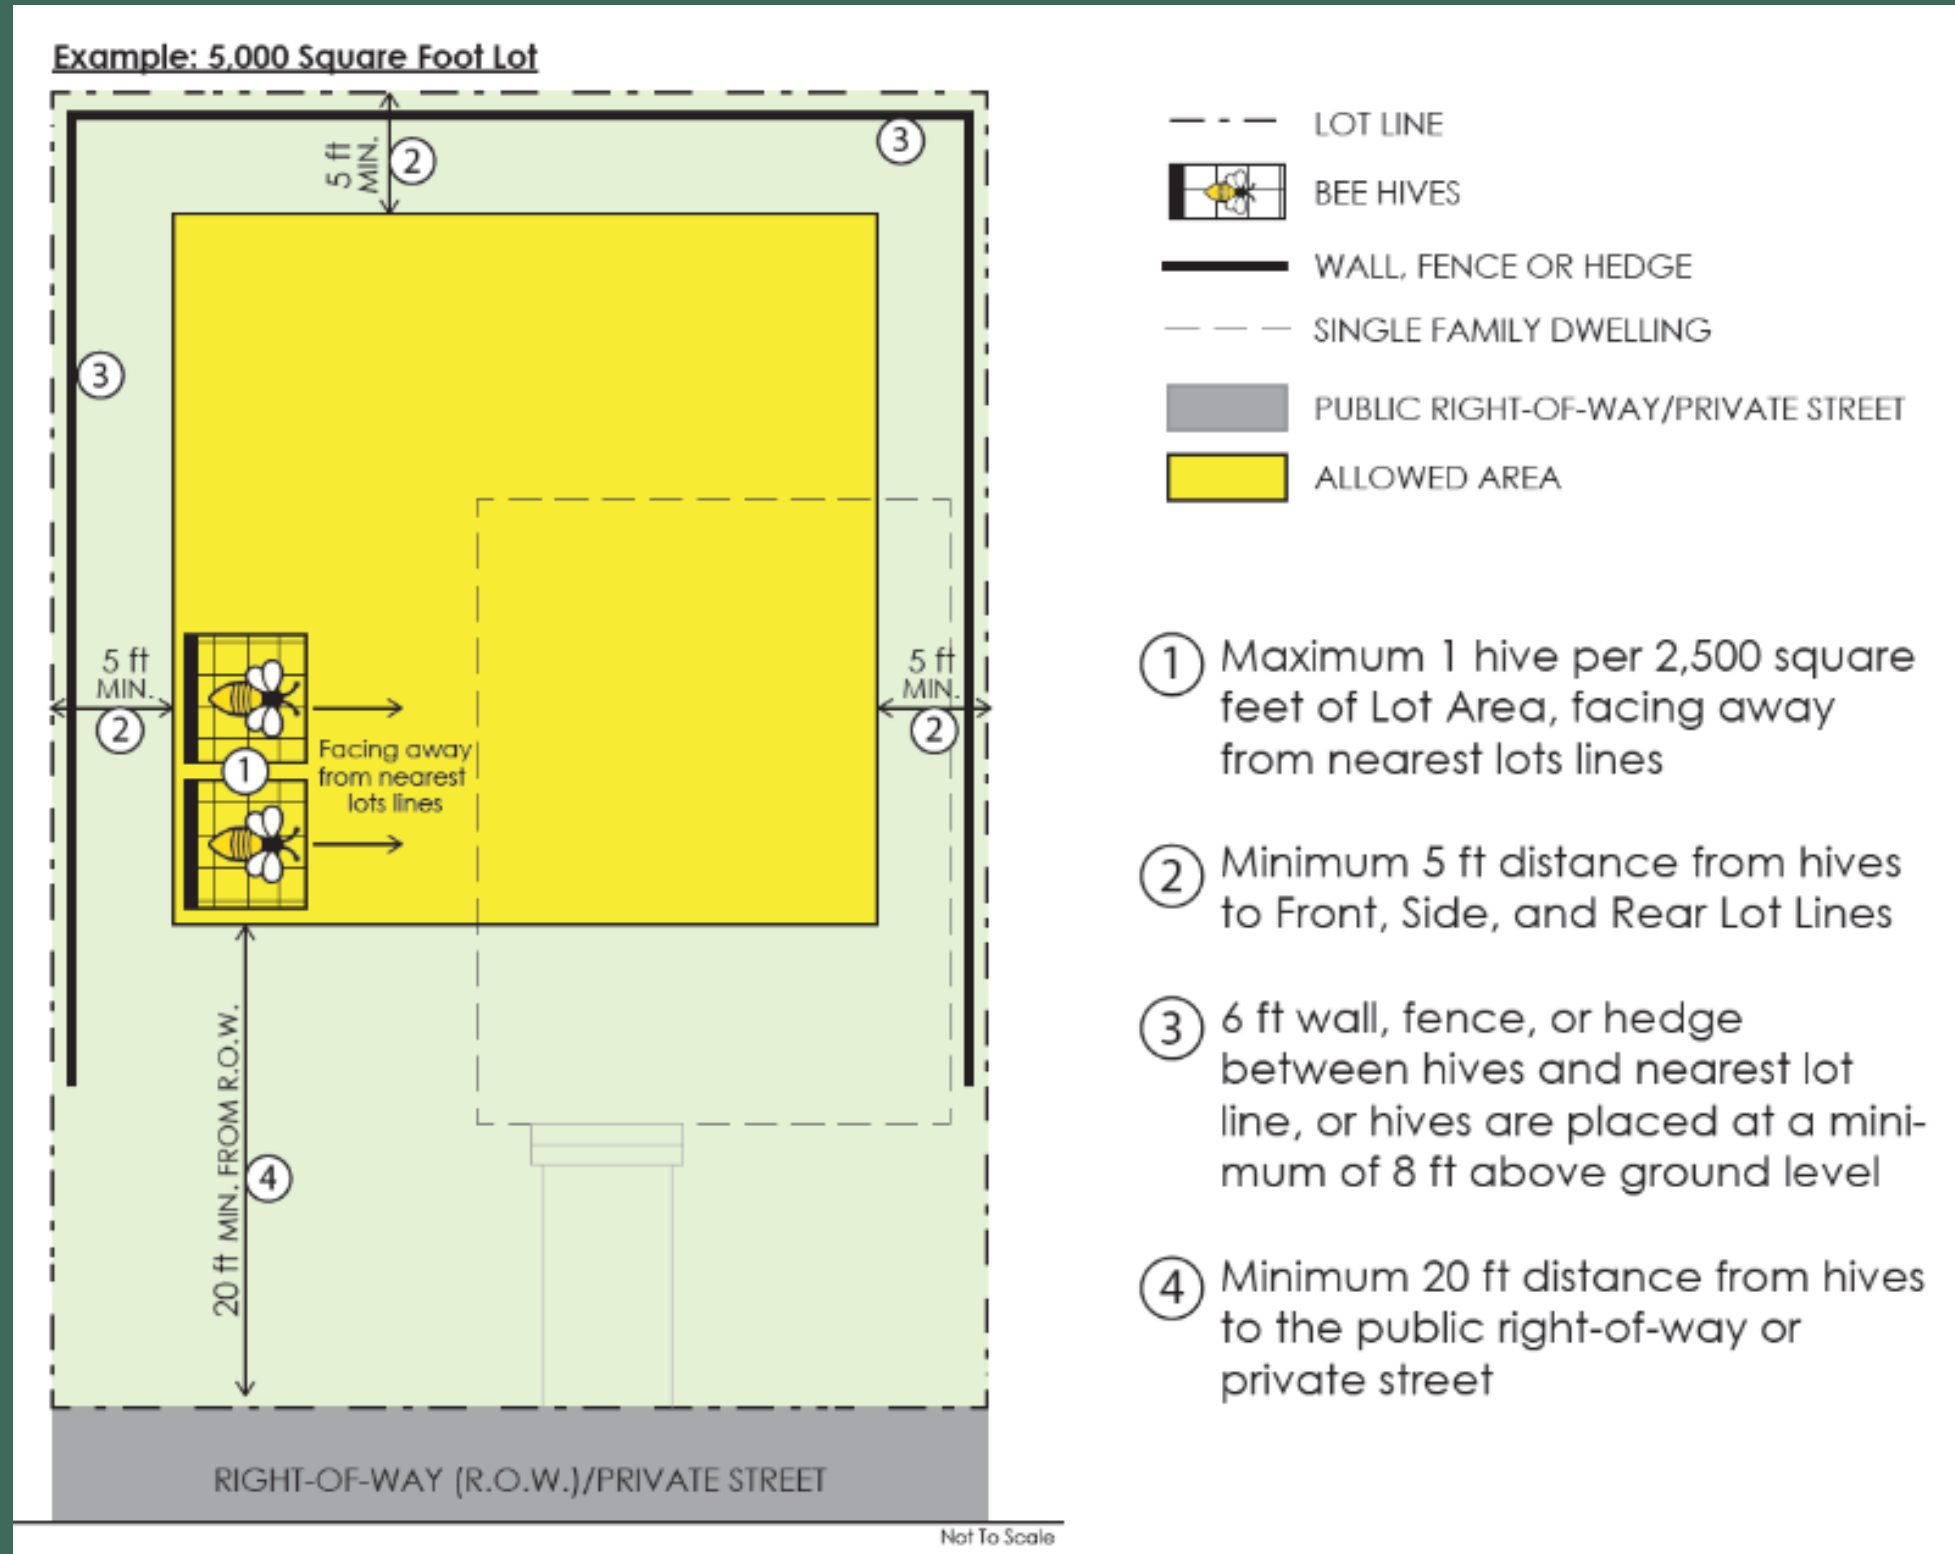 Example: 5,000 Square Foot Lot
5 ft
MIN.
2
3
3
5 ft
MIN.
2
5 ft
MIN.
2
1
Facing away
from nearest
lots lines
20 ft MIN. FROM R.O.W.
4
RIGHT-OF-WAY (R.O.W.)/PRIVATE STREET
Not To Scale
LOT LINE
BEE HIVES
WALL, FENCE OR HEDGE
SINGLE FAMILY DWELLING
PUBLIC RIGHT-OF-WAY/PRIVATE STREET
ALLOWED AREA
1 Maximum 1 hive per 2,500 square
feet of Lot Area, facing away
from nearest lots lines
2 Minimum 5 ft distance from hives
to Front, Side, and Rear Lot Lines
3 6 ft wall, fence, or hedge
between hives and nearest lot
line, or hives are placed at a mini-
mum of 8 ft above ground level
4 Minimum 20 ft distance from hives
to the public right-of-way or
private street